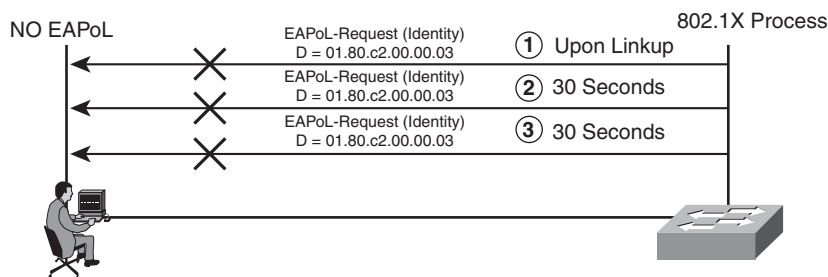 NO EAPoL
802.1X Process
EAPoL-Request (Identity)
D = 01.80.c2.00.00.03
1 Upon Linkup
EAPoL-Request (Identity)
D = 01.80.c2.00.00.03
2 30 Seconds
EAPoL-Request (Identity)
D = 01.80.c2.00.00.03
3 30 Seconds